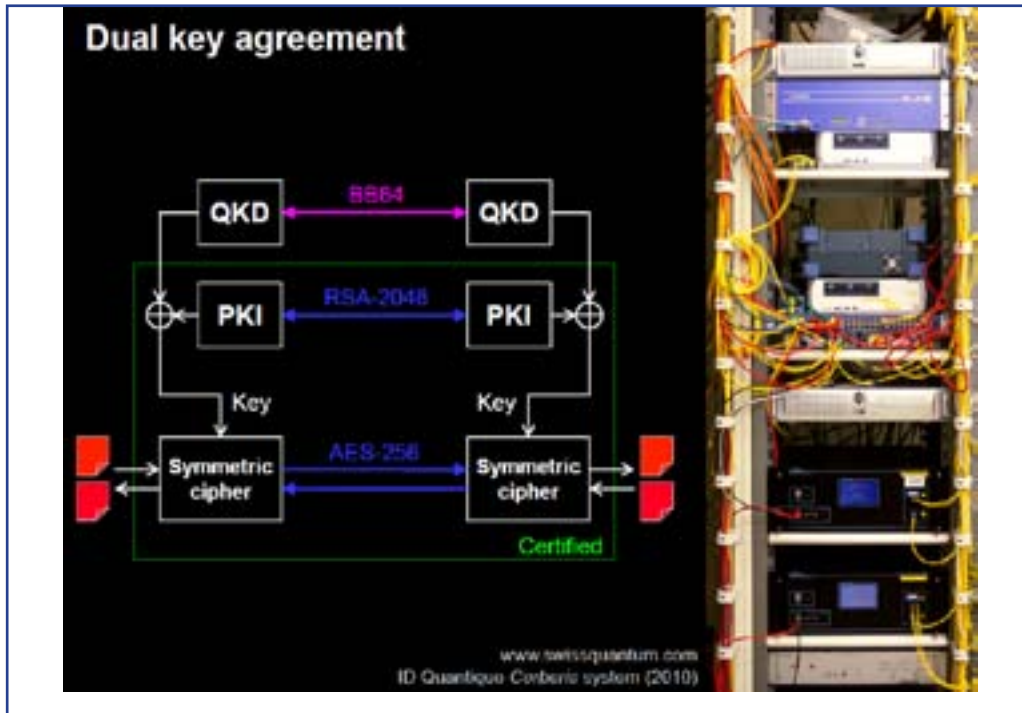 Dual key agreement
QKD BB84 QKD
PKI RSA-2048 PKI
Key Key
Symmetric cipher AES-256 Symmetric cipher
Certified
www.swissquantum.com
ID Quantique Cerberis system (2010)